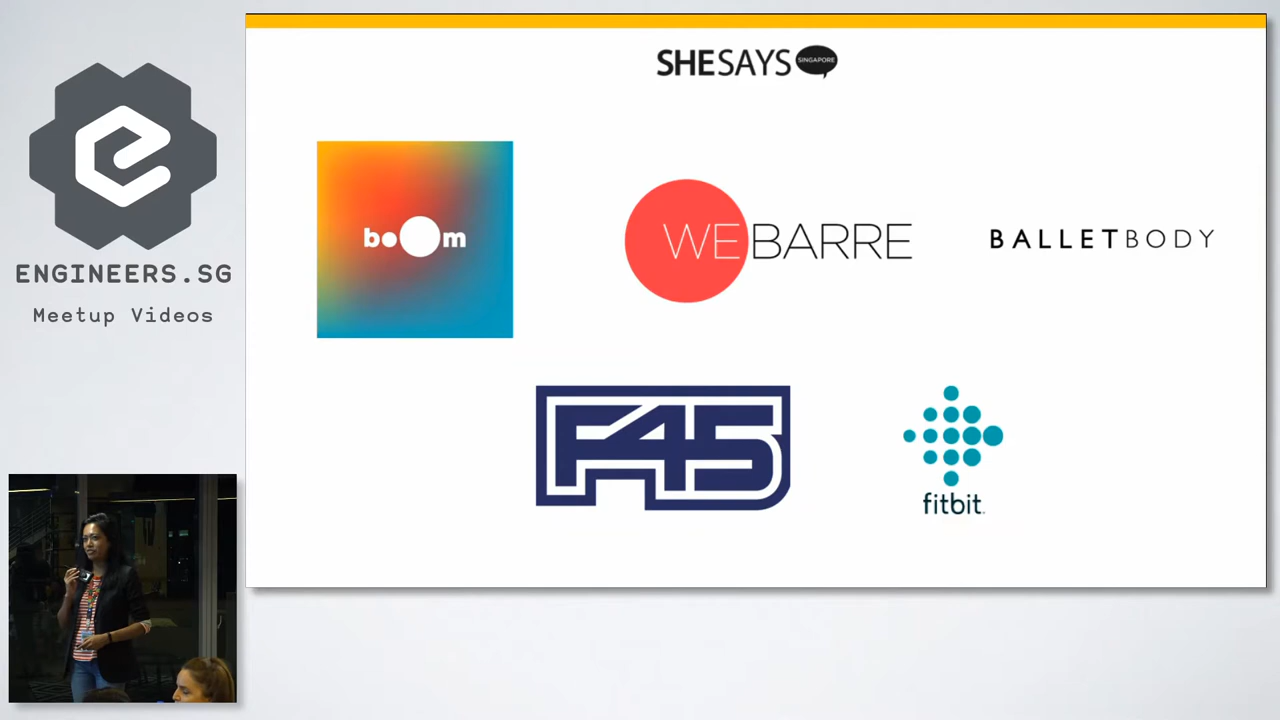 ENGINEERS.SG
Meetup Videos
SHESAYS SINGAPORE
boom
WEBARRE
BALLETBODY
F45
fitbit